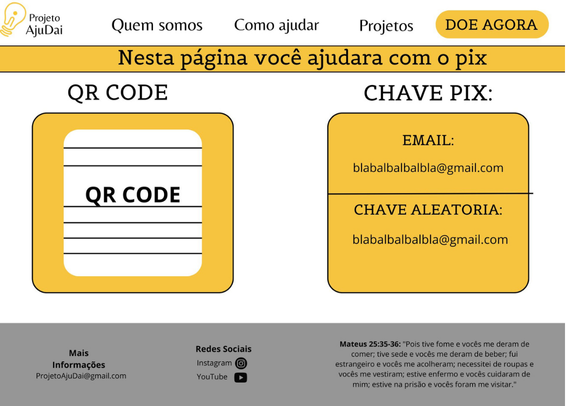 Projeto
AjuDai
Quem somos
Como ajudar
Projetos
DOE AGORA
Nesta página você ajudara com o pix
QR CODE
QR CODE
CHAVE PIX:
EMAIL:
blabalbalbalbla@gmail.com
CHAVE ALEATORIA:
blabalbalbalbla@gmail.com
Mais
Informações
ProjetoAjuDai@gmail.com
Redes Sociais
Instagram
YouTube
Mateus 25:35-36: "Pois tive fome e vocês me deram de
comer; tive sede e vocês me deram de beber; fui
estrangeiro e vocês me acolheram; necessitei de roupas e
vocês me vestiram; estive enfermo e vocês cuidaram de
mim; estive na prisão e vocês foram me visitar."